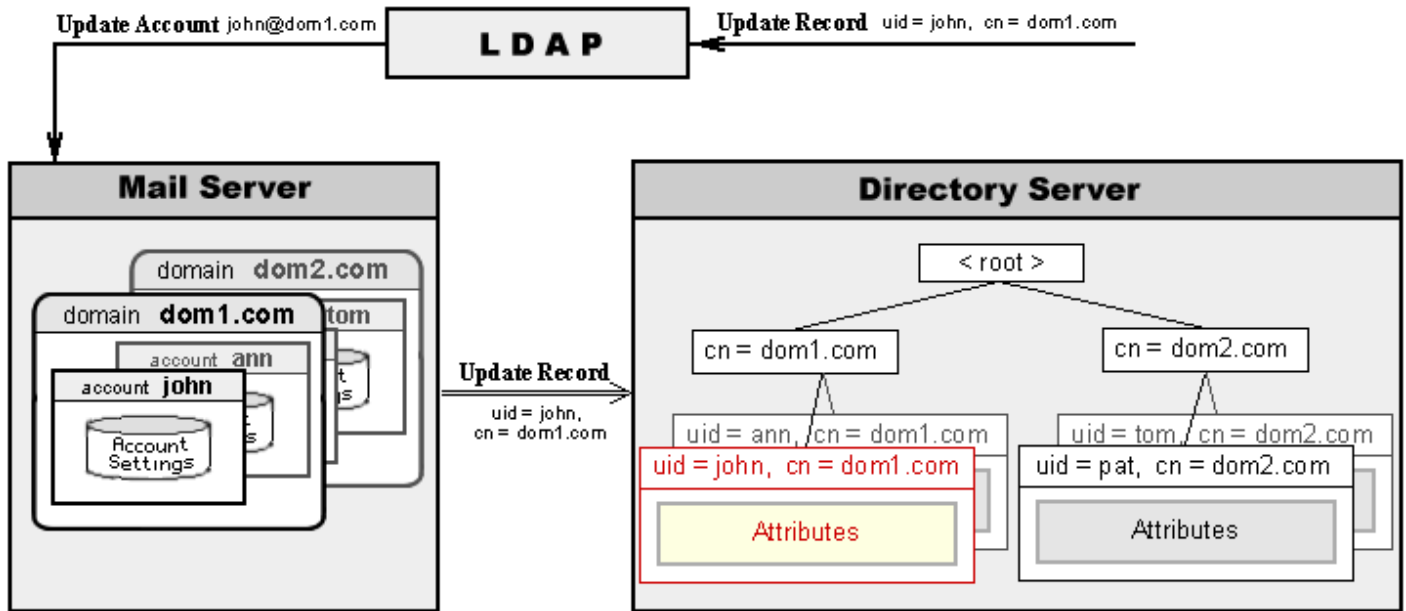 Update Account john@dom1.com
L D A P
Update Record uid = john, cn = dom1.com
Mail Server
domain dom2.com
tom
domain dom1.com
account ann
account john
Account
Settings
Update Record
uid = john,
cn = dom1.com
Directory Server
< root >
cn = dom1.com
cn = dom2.com
uid = ann, cn = dom1.com
uid = tom, cn = dom2.com
uid = john, cn = dom1.com
uid = pat, cn = dom2.com
Attributes
Attributes